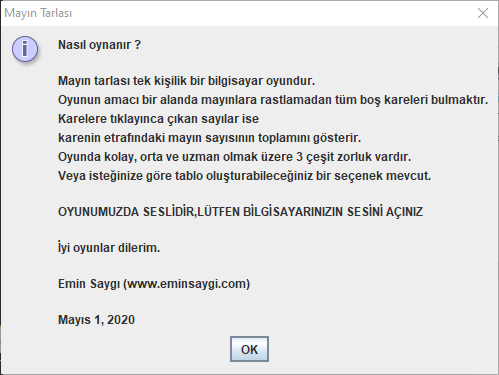 Mayın Tarlası
Nasıl oynanır ?
Mayın tarlası tek kişilik bir bilgisayar oyundur.
Oyunun amacı bir alanda mayınlara rastlamadan tüm boş kareleri bulmaktır.
Karelere tıklayınca çıkan sayılar ise
karenin etrafındaki mayın sayısının toplamını gösterir.
Oyunda kolay, orta ve uzman olmak üzere 3 çeşit zorluk vardır.
Veya isteğinize göre tablo oluşturabileceğiniz bir seçenek mevcut.
OYUNUMUZDA SESLİDİR,LÜTFEN BİLGİSAYARINIZIN SESİNİ AÇINIZ
İyi oyunlar dilerim.
Emin Saygı (www.eminsaygi.com)
Mayıs 1, 2020
OK